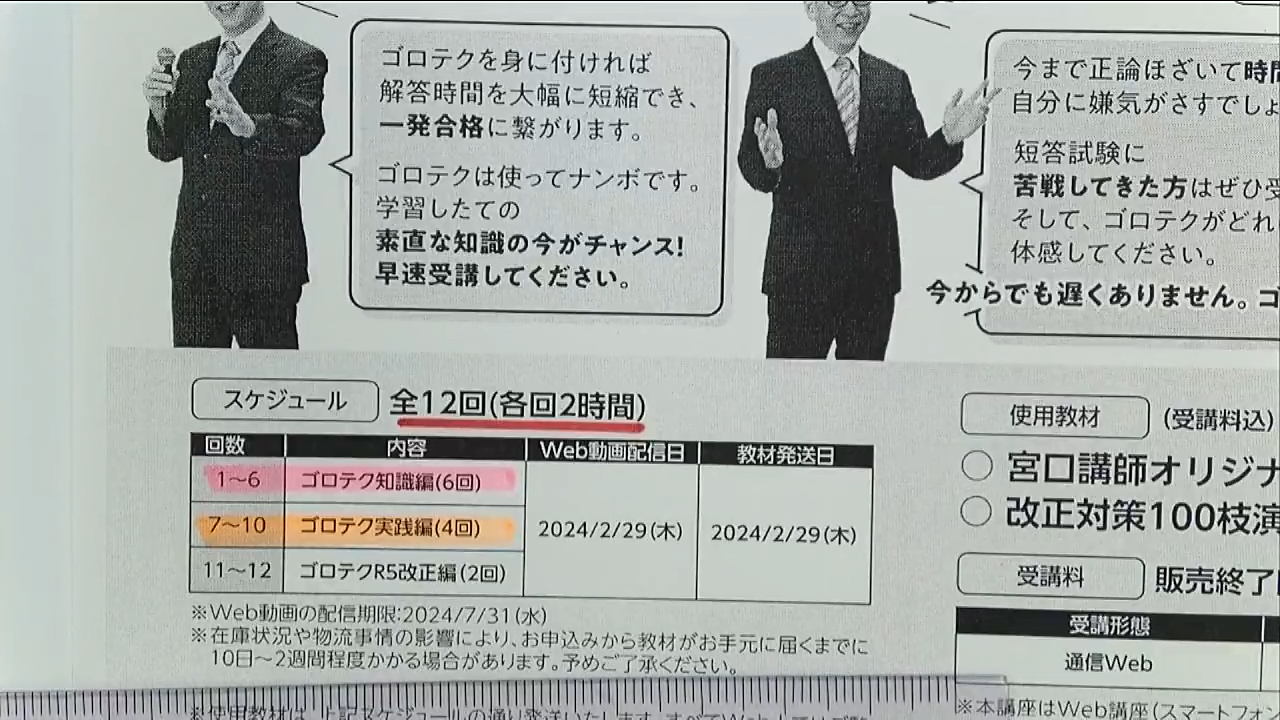 ゴロテクを身に付ければ
解答時間を大幅に短縮でき、
一発合格に繋がります。
ゴロテクは使ってナンボです。
学習したての
素直な知識の今がチャンス!
早速受講してください。
今まで正論ほざいて時間
自分に嫌気がさすでしょ
短答試験に
苦戦してきた方はぜひ受
そして、ゴロテクがどれ
体感してください。
今からでも遅くありません。ゴ
スケジュール 全12回(各回2時間)
回数 内容 Web動画配信日 教材発送日
1~6 ゴロテク知識編(6回)
7~10 ゴロテク実践編(4回) 2024/2/29(木) 2024/2/29(木)
11~12 ゴロテクR5改正編(2回)
※Web動画の配信期限:2024/7/31(水)
※在庫状況や物流事情の影響により、お申込みから教材がお手元に届くまでに
10日~2週間程度かかる場合があります。予めご了承ください。
使用教材 (受講料込)
○ 宮口講師オリジナ
○ 改正対策100枝演
受講料 販売終了
受講形態
通信Web
※本講座はWeb講座(スマートフォン